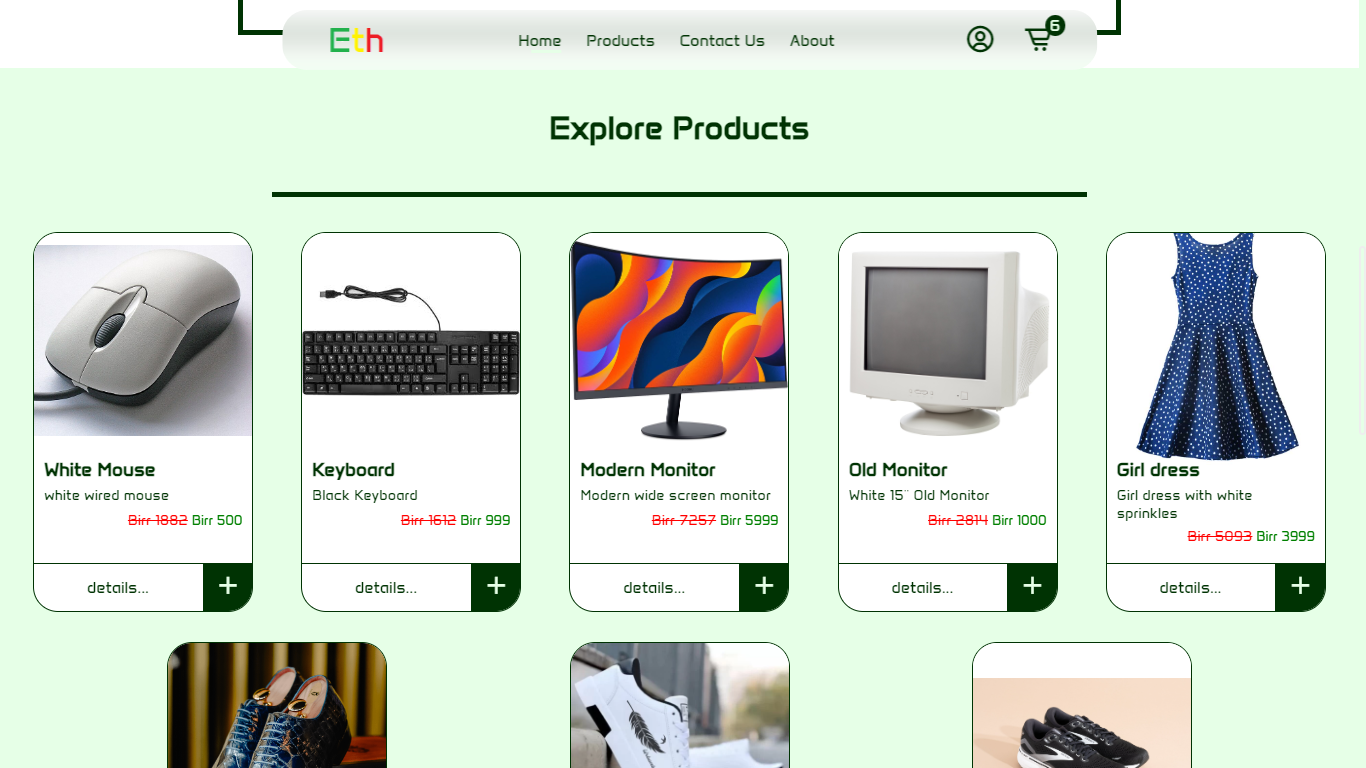 Eth
Home Products Contact Us About
6
Explore Products
White Mouse
white wired mouse
Birr 1882 Birr 500
details...
+
Keyboard
Black Keyboard
Birr 1612 Birr 999
details...
+
Modern Monitor
Modern wide screen monitor
Birr 7257 Birr 5999
details...
+
Old Monitor
White 15¨ Old Monitor
Birr 2814 Birr 1000
details...
+
Girl dress
Girl dress with white
sprinkles
Birr 5093 Birr 3999
details...
+